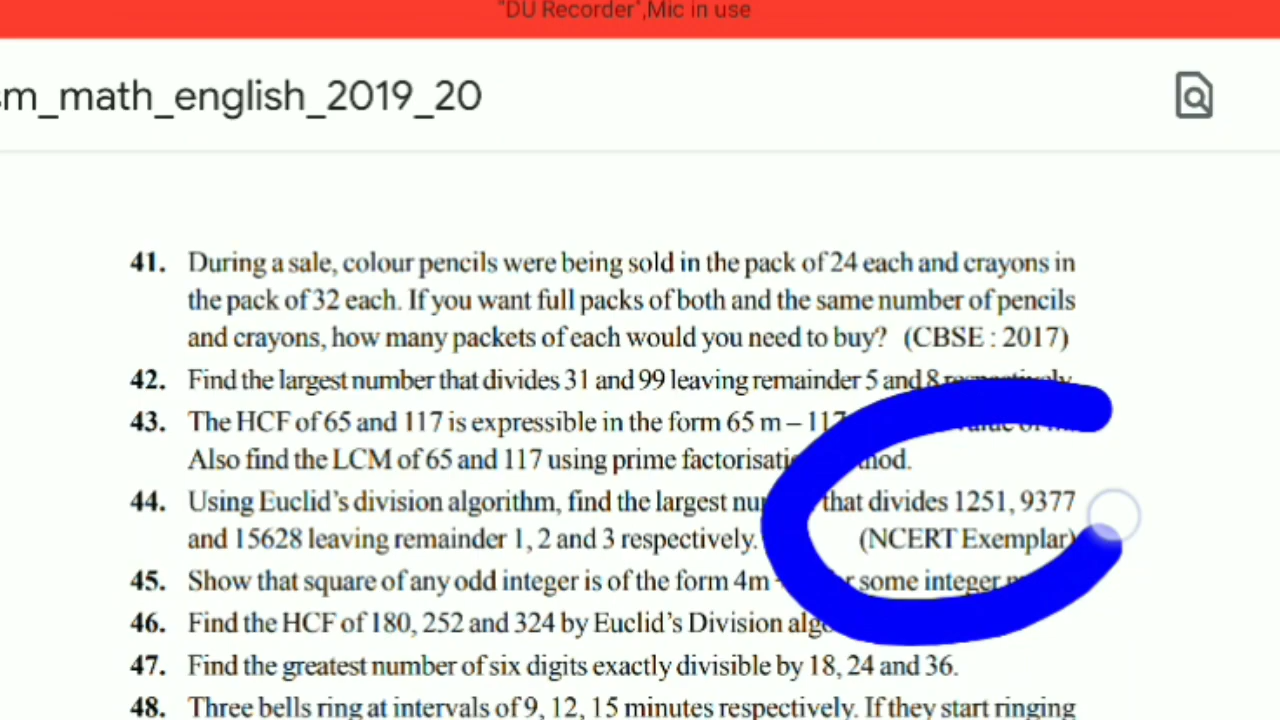 "DU Recorder",Mic in use
sm_math_english_2019_20
41. During a sale, colour pencils were being sold in the pack of 24 each and crayons in
the pack of 32 each. If you want full packs of both and the same number of pencils
and crayons, how many packets of each would you need to buy? (CBSE : 2017)
42. Find the largest number that divides 31 and 99 leaving remainder 5 and 8 respectively.
43. The HCF of 65 and 117 is expressible in the form 65 m – 117
Also find the LCM of 65 and 117 using prime factorisation
44. Using Euclid's division algorithm, find the largest that divides 1251, 9377
and 15628 leaving remainder 1, 2 and 3 respectively. (NCERT Exemplar)
45. Show that square of any odd integer is of the form 4m some integer
46. Find the HCF of 180, 252 and 324 by Euclid's Division
47. Find the greatest number of six digits exactly divisible by 18, 24 and 36.
48. Three bells ring at intervals of 9, 12, 15 minutes respectively. If they start ringing